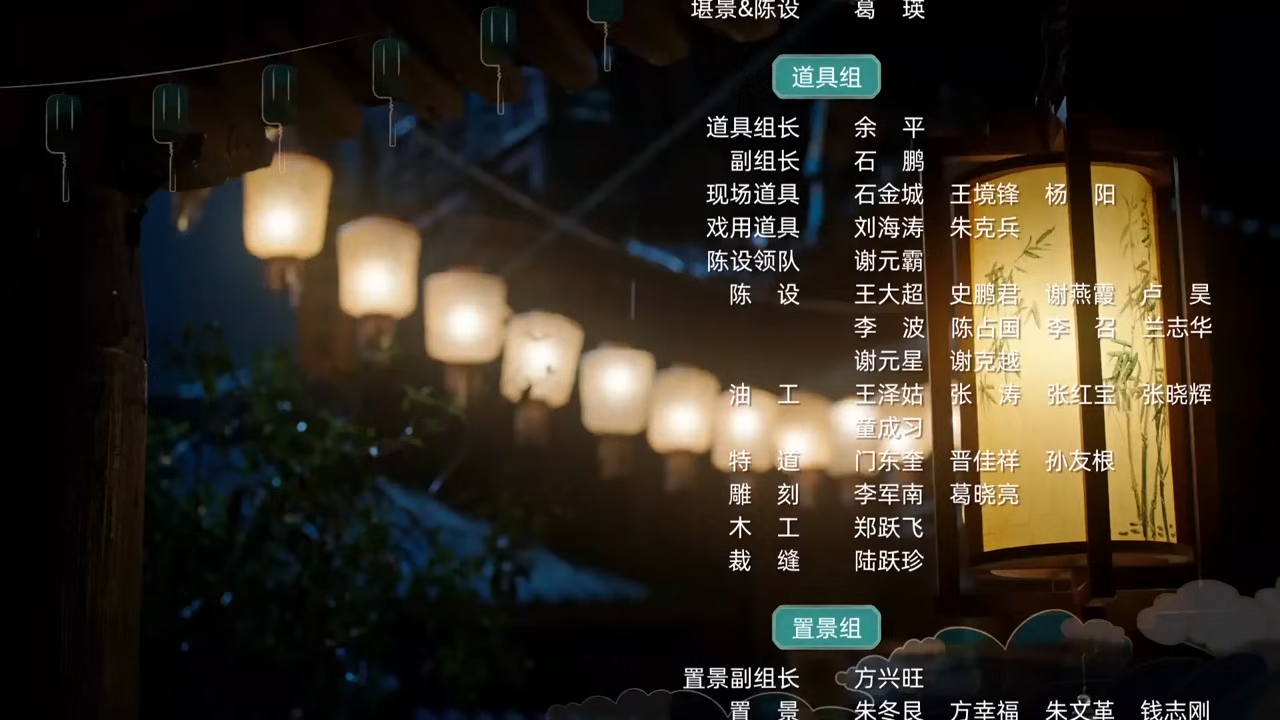 堪景&陈设 葛 瑛
道具组
道具组长 余 平
副组长 石 鹏
现场道具 石金城 王境锋 杨 阳
戏用道具 刘海涛 朱克兵
陈设领队 谢元霸
陈 设 王大超 史鹏君 谢燕霞 卢 昊
李 波 陈占国 李 召 兰志华
谢元星 谢克越
油 工 王泽姑 张 涛 张红宝 张晓辉
童成习
特 道 门东奎 晋佳祥 孙友根
雕 刻 李军南 葛晓亮
木 工 郑跃飞
裁 缝 陆跃珍
置景组
置景副组长 方兴旺
置 景 朱冬良 方幸福 朱文革 钱志刚